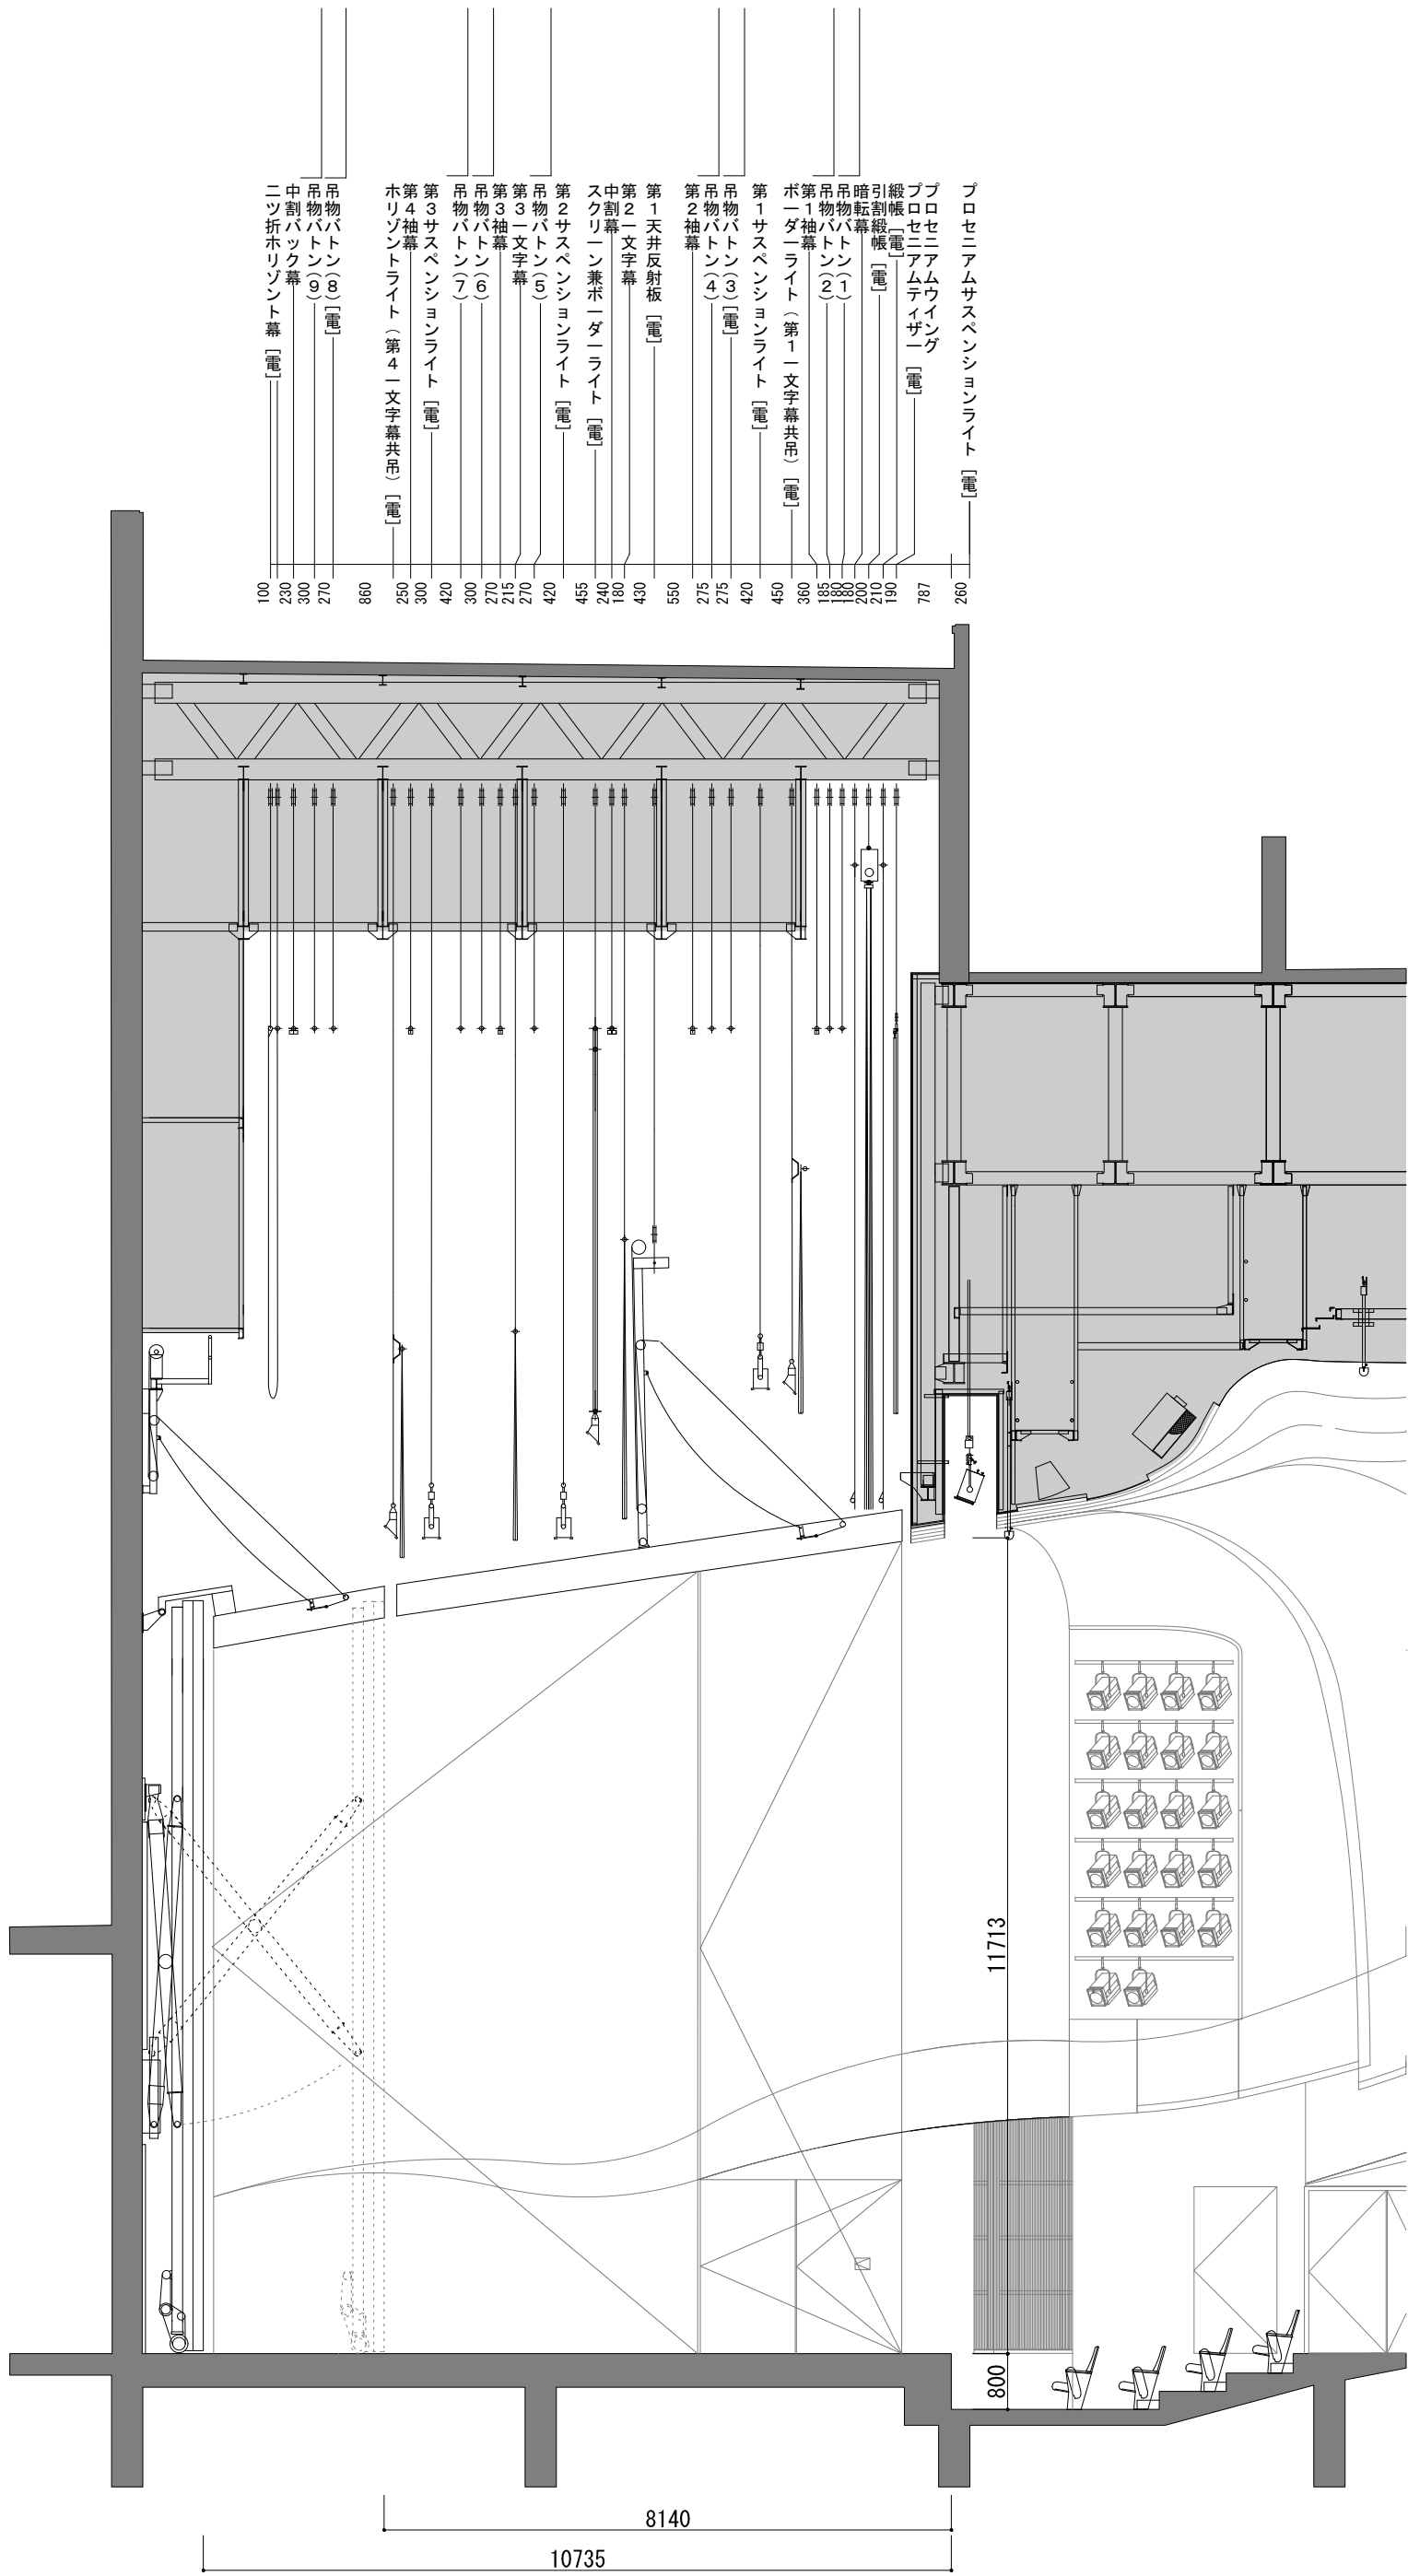 プロセニアムサスペンションライト [電]
プロセニアムウイング
プロセニアムティザー [電]
緞帳 [電]
引割緞帳 [電]
暗転幕
吊物バトン(1)
吊物バトン(2)
第1袖幕
ボーダーライト(第1一文字幕共吊) [電]
第1サスペンションライト [電]
吊物バトン(3) [電]
吊物バトン(4)
第2袖幕
第1天井反射板 [電]
第2一文字幕
中割幕
スクリーン兼ボーダーライト [電]
第2サスペンションライト [電]
吊物バトン(5)
第3一文字幕
第3袖幕
吊物バトン(6)
吊物バトン(7)
第3サスペンションライト [電]
第4袖幕
ホリゾントライト(第4一文字幕共吊) [電]
吊物バトン(8) [電]
吊物バトン(9)
中割バック幕
二ツ折ホリゾント幕 [電]
100
230
300
270
860
250
300
420
300
270
215
270
420
455
240
180
430
550
275
275
420
450
360
185
180
180
200
210
190
787
260
11713
800
8140
10735